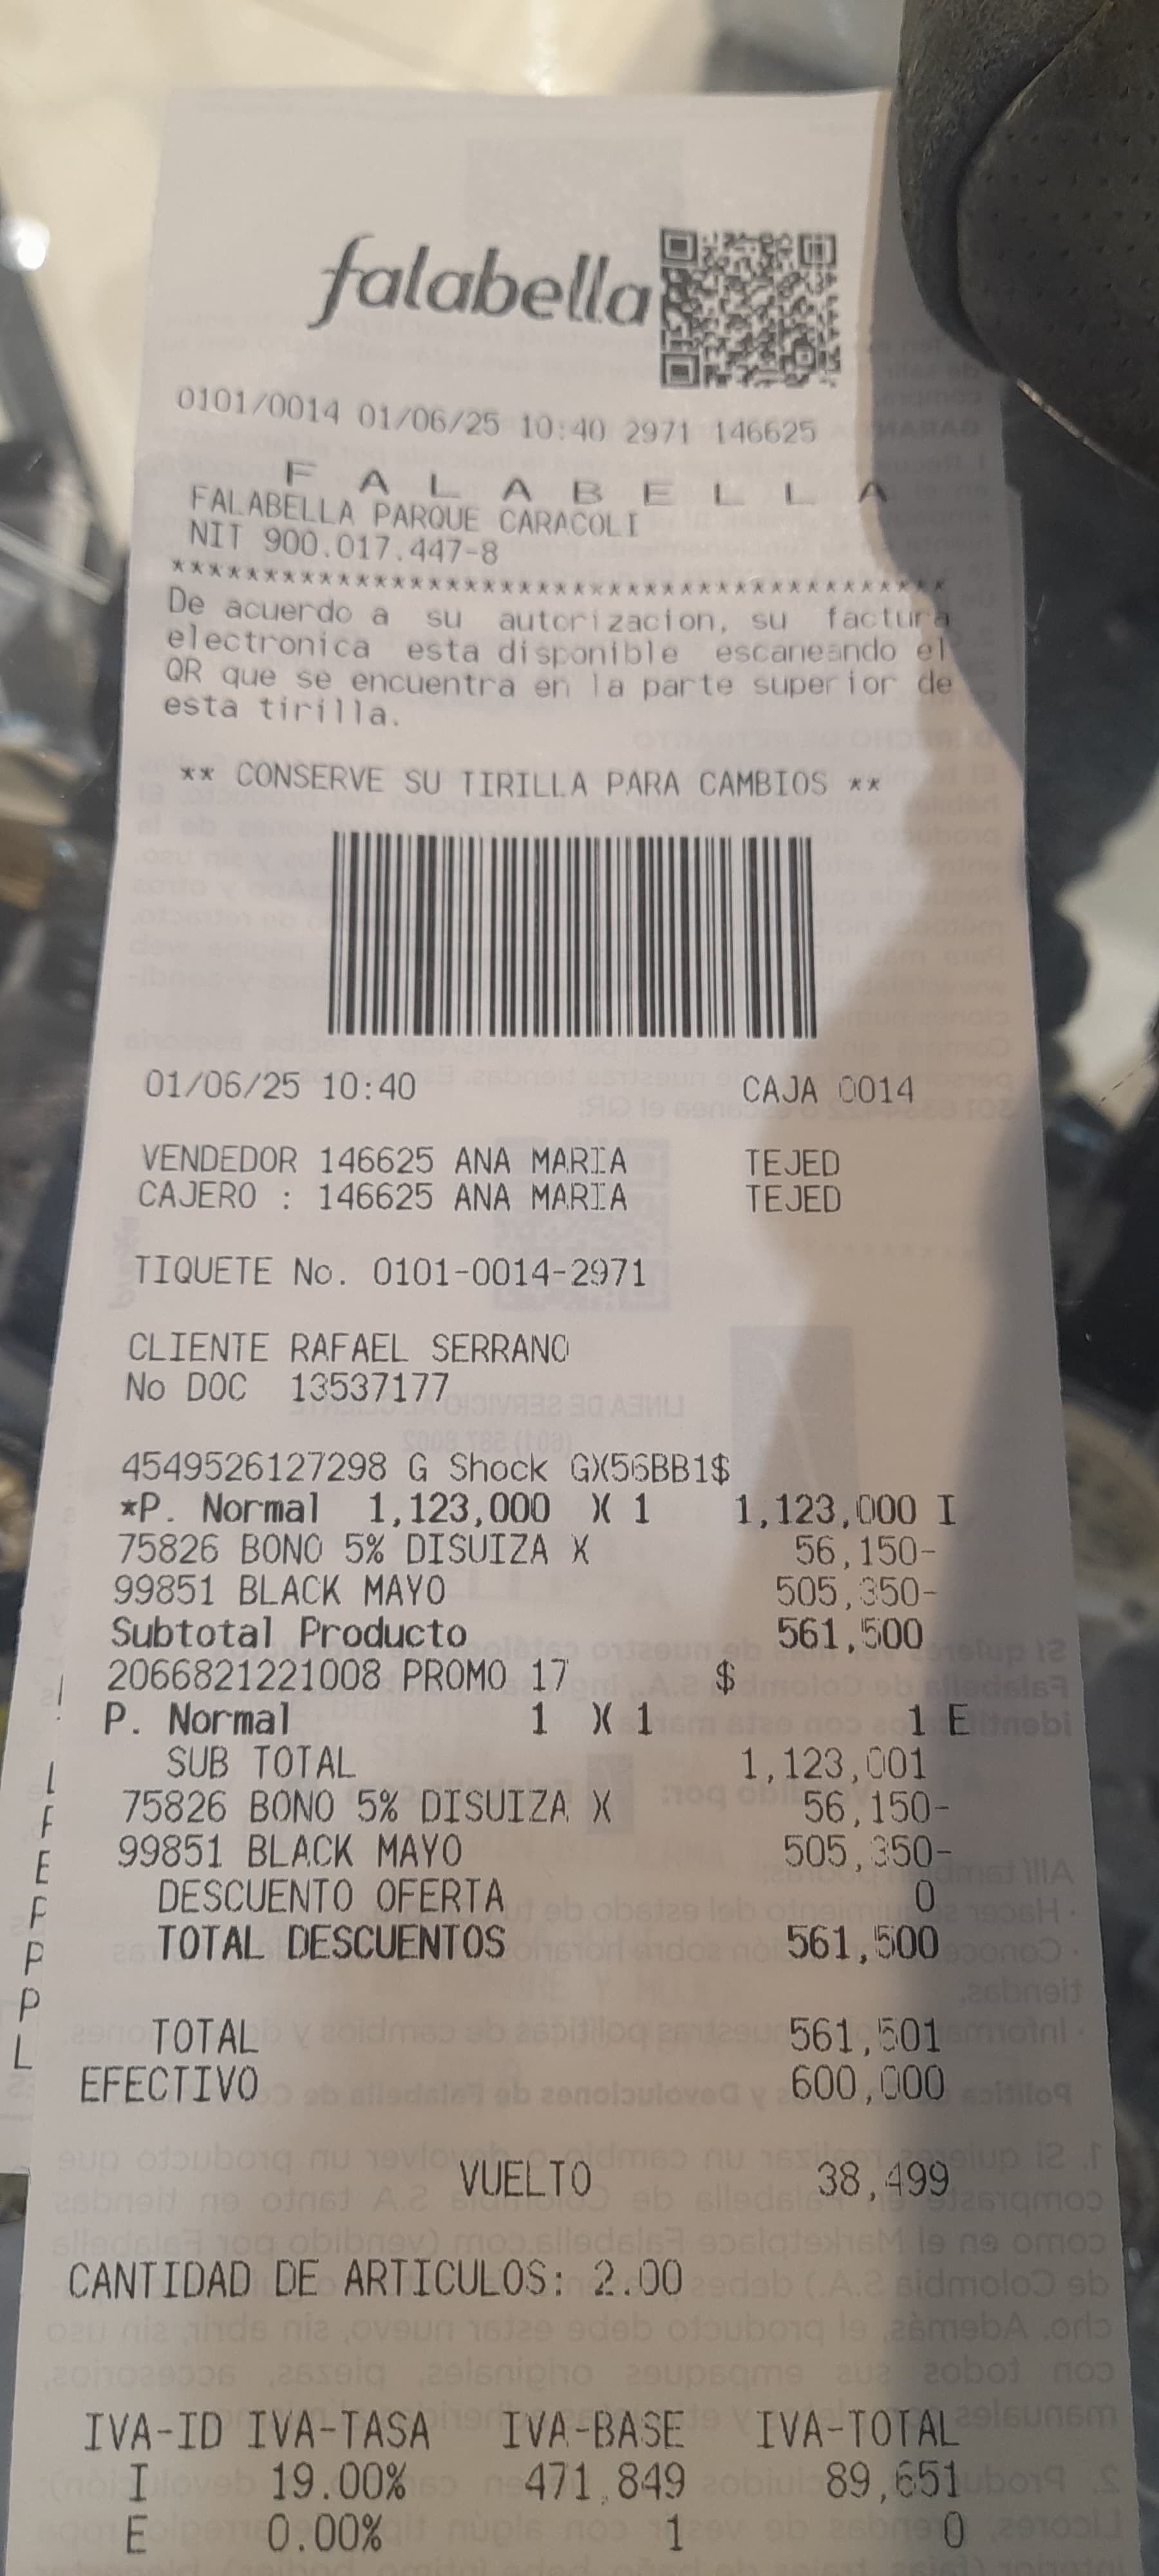 falabella
0101/0014 01/06/25 10:40 2971 146625
F A L A B E L L A
FALABELLA PARQUE CARACOLI
NIT 900.017.447-8
******************************************
De acuerdo a su autorizacion, su factura
electronica esta disponible escaneando el
QR que se encuentra en la parte superior de
esta tirilla.
** CONSERVE SU TIRILLA PARA CAMBIOS **
01/06/25 10:40 CAJA 0014
VENDEDOR 146625 ANA MARIA TEJED
CAJERO : 146625 ANA MARIA TEJED
TIQUETE No. 0101-0014-2971
CLIENTE RAFAEL SERRANO
No DOC 13537177
4549526127298 G Shock GX56BB1$
*P. Normal 1,123,000 X 1 1,123,000 I
75826 BONO 5% DISUIZA X 56,150-
99851 BLACK MAYO 505,350-
Subtotal Producto 561,500
2066821221008 PROMO 17 $
P. Normal 1 X 1 1 E
SUB TOTAL 1,123,001
75826 BONO 5% DISUIZA X 56,150-
99851 BLACK MAYO 505,350-
DESCUENTO OFERTA 0
TOTAL DESCUENTOS 561,500
TOTAL 561,501
EFECTIVO 600,000
VUELTO 38,499
CANTIDAD DE ARTICULOS: 2.00
IVA-ID IVA-TASA IVA-BASE IVA-TOTAL
I 19.00% 471,849 89,651
E 0.00% 1 0